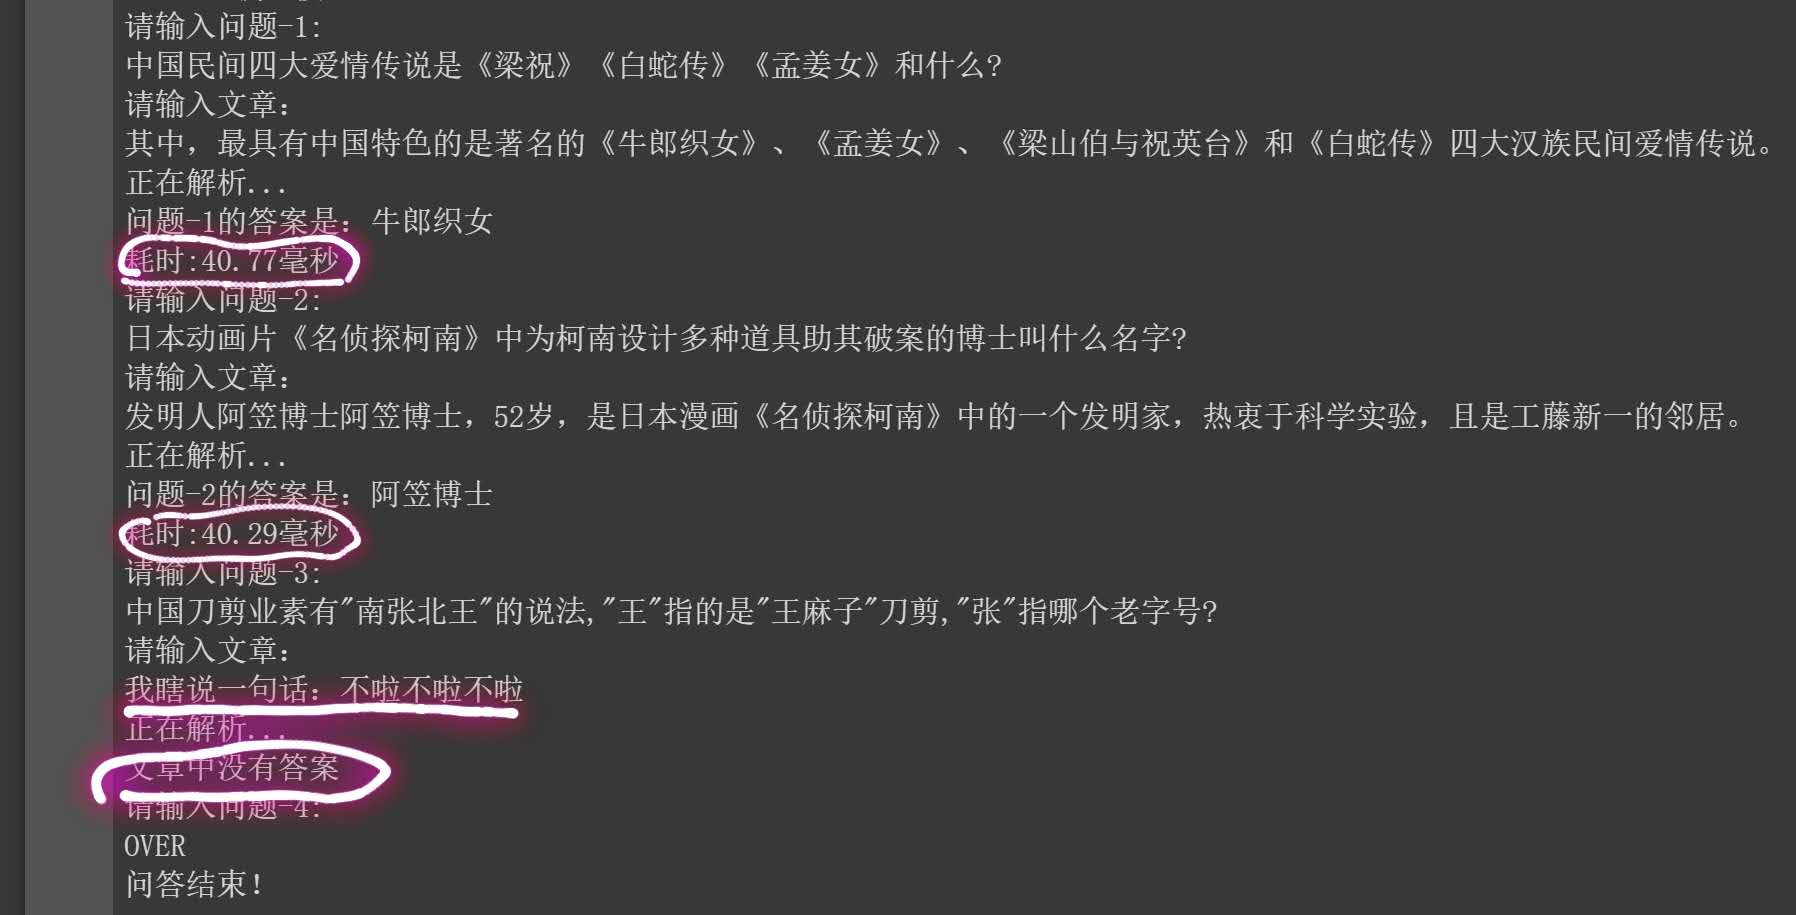 请输入问题-1:
中国民间四大爱情传说是《梁祝》《白蛇传》《孟姜女》和什么?
请输入文章:
其中，最具有中国特色的是著名的《牛郎织女》、《孟姜女》、《梁山伯与祝英台》和《白蛇传》四大汉族民间爱情传说。
正在解析...
问题-1的答案是: 牛郎织女
耗时:40.77毫秒
请输入问题-2:
日本动画片《名侦探柯南》中为柯南设计多种道具助其破案的博士叫什么名字?
请输入文章:
发明人阿笠博士阿笠博士，52岁，是日本漫画《名侦探柯南》中的一个发明家，热衷于科学实验，且是工藤新一的邻居。
正在解析...
问题-2的答案是: 阿笠博士
耗时:40.29毫秒
请输入问题-3:
中国刀剪业素有"南张北王"的说法,"王"指的是"王麻子"刀剪,"张"指哪个老字号?
请输入文章:
我瞎说一句话: 不啦不啦不啦
正在解析...
文章中没有答案
请输入问题-4:
OVER
问答结束!